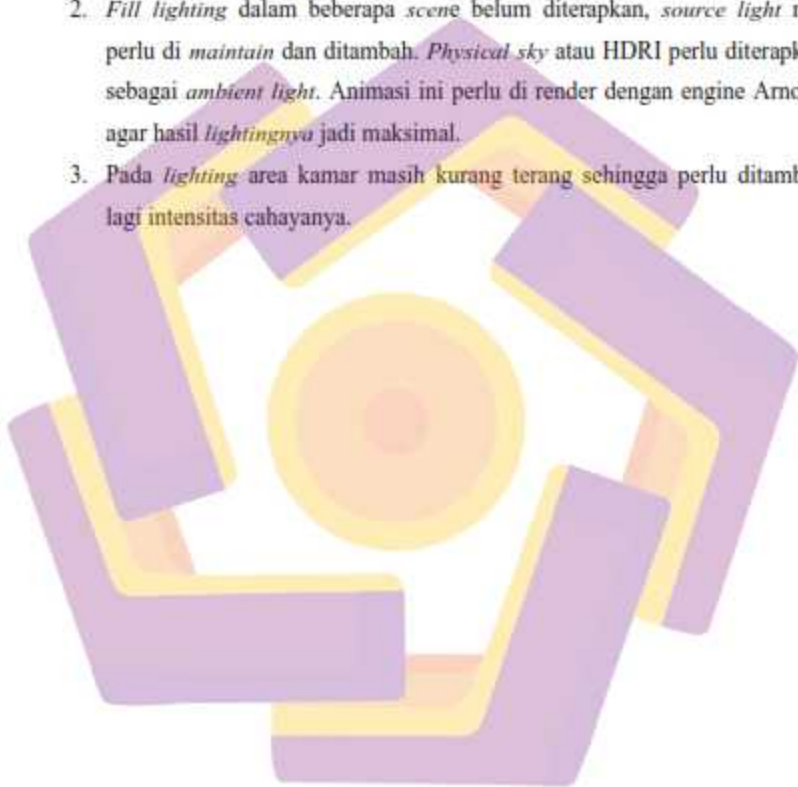 2. Fill lighting dalam beberapa scene belum diterapkan, source light
perlu di maintain dan ditambah. Physical sky atau HDRI perlu
sebagai ambient light. Animasi ini perlu di render dengan engine
agar hasil lightingnya jadi maksimal.
3. Pada lighting area kamar masih kurang terang sehingga perlu
lagi intensitas cahayanya.